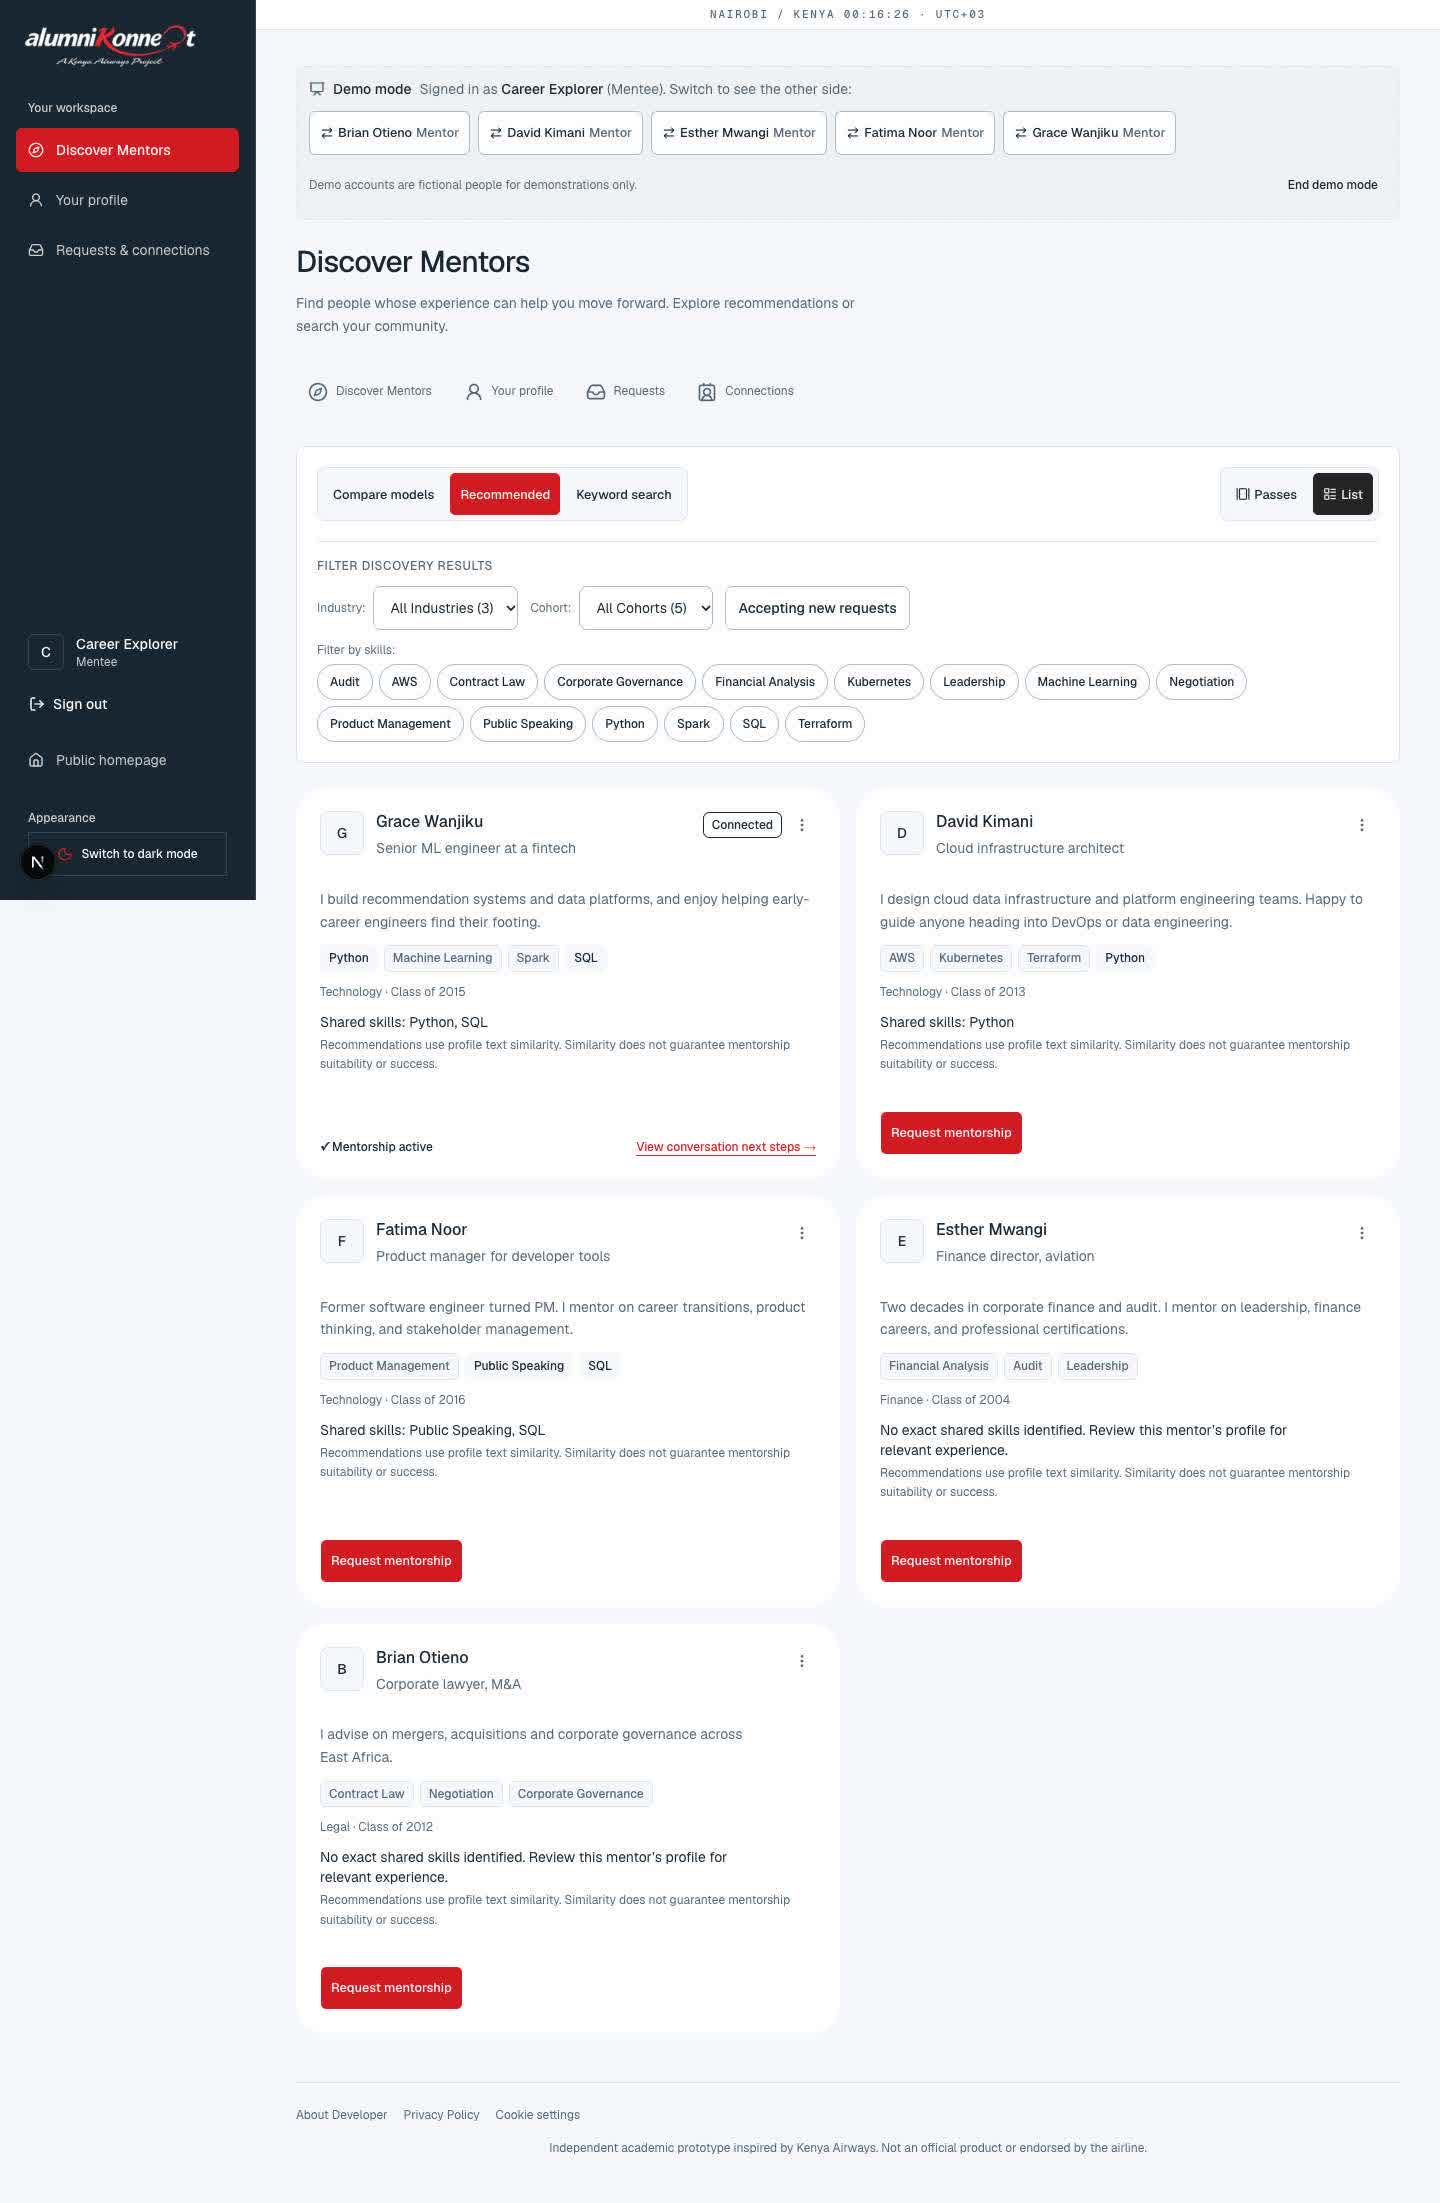 NAIROBI / KENYA 00:16:26 · UTC+03
alumniKonnect
A Kenya Airways Project
Your workspace
Discover Mentors
Your profile
Requests & connections
C
Career Explorer
Mentee
Sign out
Public homepage
Appearance
N
Switch to dark mode
Demo mode Signed in as Career Explorer (Mentee). Switch to see the other side:
Brian Otieno Mentor
David Kimani Mentor
Esther Mwangi Mentor
Fatima Noor Mentor
Grace Wanjiku Mentor
Demo accounts are fictional people for demonstrations only.
End demo mode
Discover Mentors
Find people whose experience can help you move forward. Explore recommendations or
search your community.
Discover Mentors
Your profile
Requests
Connections
Compare models
Recommended
Keyword search
Passes
List
FILTER DISCOVERY RESULTS
Industry:
All Industries (3)
Cohort:
All Cohorts (5)
Accepting new requests
Filter by skills:
Audit
AWS
Contract Law
Corporate Governance
Financial Analysis
Kubernetes
Leadership
Machine Learning
Negotiation
Product Management
Public Speaking
Python
Spark
SQL
Terraform
G
Grace Wanjiku
Connected
Senior ML engineer at a fintech
I build recommendation systems and data platforms, and enjoy helping early-
career engineers find their footing.
Python
Machine Learning
Spark
SQL
Technology · Class of 2015
Shared skills: Python, SQL
Recommendations use profile text similarity. Similarity does not guarantee mentorship
suitability or success.
✓ Mentorship active
View conversation next steps →
D
David Kimani
Cloud infrastructure architect
I design cloud data infrastructure and platform engineering teams. Happy to
guide anyone heading into DevOps or data engineering.
AWS
Kubernetes
Terraform
Python
Technology · Class of 2013
Shared skills: Python
Recommendations use profile text similarity. Similarity does not guarantee mentorship
suitability or success.
Request mentorship
F
Fatima Noor
Product manager for developer tools
Former software engineer turned PM. I mentor on career transitions, product
thinking, and stakeholder management.
Product Management
Public Speaking
SQL
Technology · Class of 2016
Shared skills: Public Speaking, SQL
Recommendations use profile text similarity. Similarity does not guarantee mentorship
suitability or success.
Request mentorship
E
Esther Mwangi
Finance director, aviation
Two decades in corporate finance and audit. I mentor on leadership, finance
careers, and professional certifications.
Financial Analysis
Audit
Leadership
Finance · Class of 2004
No exact shared skills identified. Review this mentor's profile for
relevant experience.
Recommendations use profile text similarity. Similarity does not guarantee mentorship
suitability or success.
Request mentorship
B
Brian Otieno
Corporate lawyer, M&A
I advise on mergers, acquisitions and corporate governance across
East Africa.
Contract Law
Negotiation
Corporate Governance
Legal · Class of 2012
No exact shared skills identified. Review this mentor's profile for
relevant experience.
Recommendations use profile text similarity. Similarity does not guarantee mentorship
suitability or success.
Request mentorship
About Developer
Privacy Policy
Cookie settings
Independent academic prototype inspired by Kenya Airways. Not an official product or endorsed by the airline.